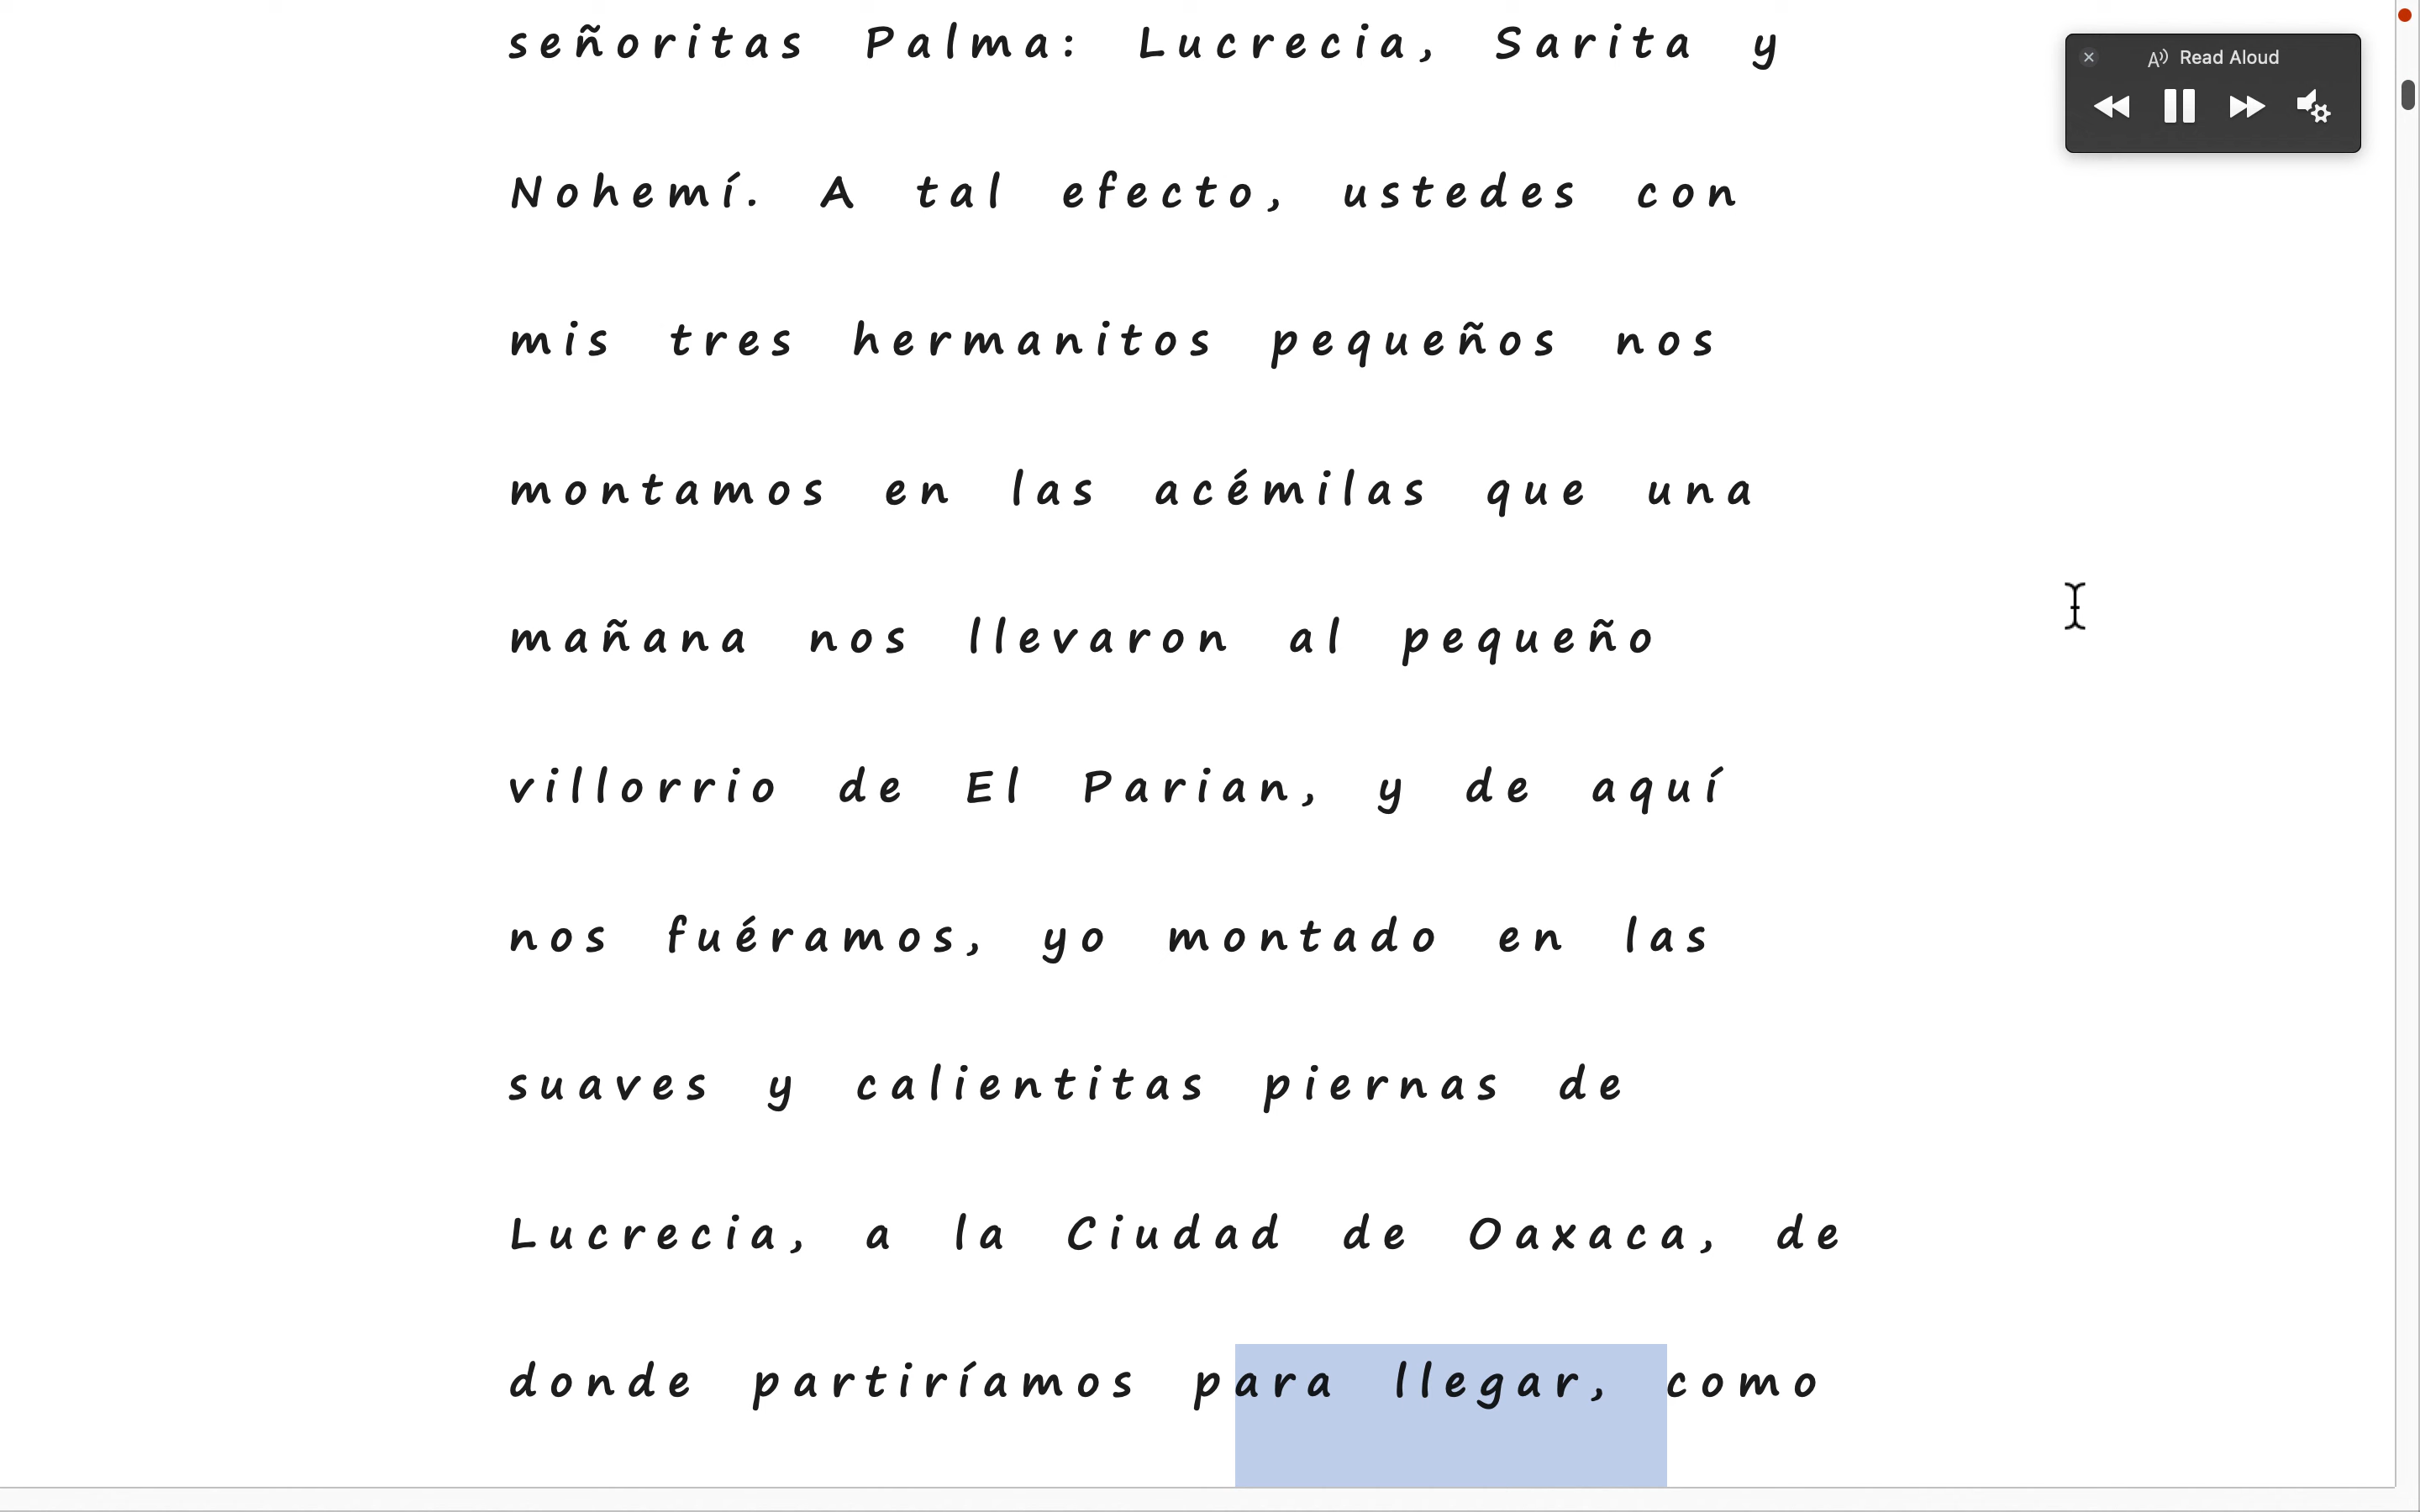 señoritas Palma: Lucrecia, Sarita y
Read Aloud
Nohemí. A tal efecto, ustedes con
mis tres hermanitos pequeños nos
montamos en las acémilas que una
mañana nos llevaron al pequeño
villorrio de El Parian, y de aquí
nos fuéramos, yo montado en las
suaves y calientitas piernas de
Lucrecia, a la Ciudad de Oaxaca, de
donde partiríamos para llegar, como